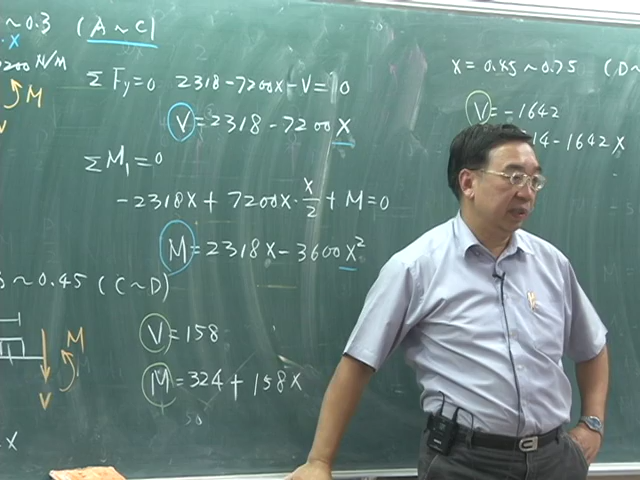 ~0.3 (A~C)
x
7200 N/M
M
ΣFy=0 2318-7200x-V=0
V=2318-7200x
ΣM₁=0
-2318x+7200x·x/2+M=0
M=2318x-3600x²
~0.45 (C~D)
M
V
V=158
M=324+158x
x
x=0.45~0.75 (D~
V=-1642
14-1642x